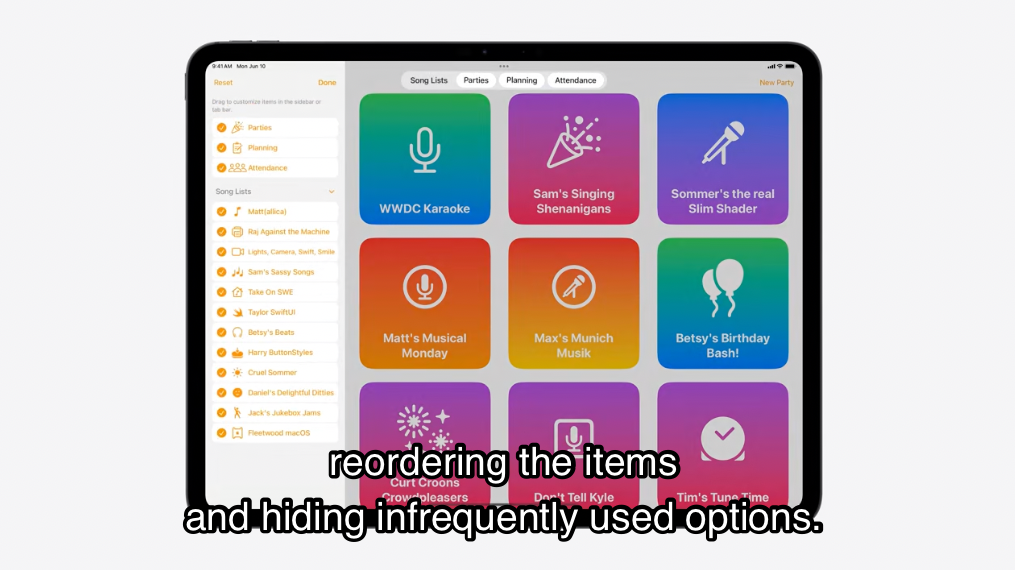 9:41 AM Mon Jun 10
Reset
Done
Drag to customize items in the sidebar or
tab bar.
Parties
Planning
Attendance
Song Lists
Matt(allica)
Raj Against the Machine
Lights, Camera, Swift, Smile
Sam's Sassy Songs
Take On SWE
Taylor SwiftUI
Betsy's Beats
Harry ButtonStyles
Cruel Sommer
Daniel's Delightful Ditties
Jack's Jukebox Jams
Fleetwood macOS
Song Lists Parties Planning Attendance
New Party
WWDC Karaoke
Sam's Singing
Shenanigans
Sommer's the real
Slim Shader
Matt's Musical
Monday
Max's Munich
Musik
Betsy's Birthday
Bash!
Curt Croons
Crowdpleasers
Don't Tell Kyle
Tim's Tune Time
reordering the items
and hiding infrequently used options.